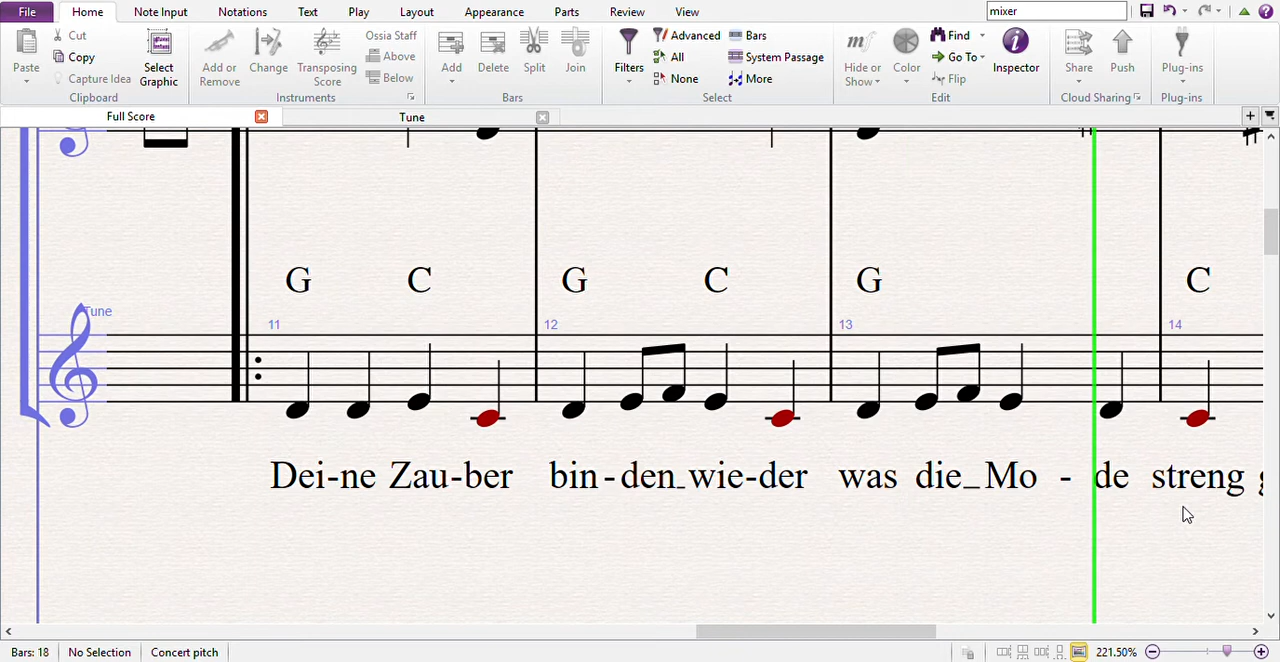 File Home Note Input Notations Text Play Layout Appearance Parts Review View mixer
Paste Cut Copy Capture Idea Select Graphic Clipboard
Add or Remove Change Transposing Score Ossia Staff Above Below Instruments
Add Delete Split Join Bars
Filters Advanced All None Bars System Passage More Select
Hide or Show Color Find Go To Flip Inspector Edit
Share Push Cloud Sharing
Plug-ins Plug-ins
Full Score Tune
G C G C G C
Tune 11 12 13 14
Dei-ne Zau-ber bin-den_wie-der was die_Mo - de streng
Bars: 18 No Selection Concert pitch 221.50%